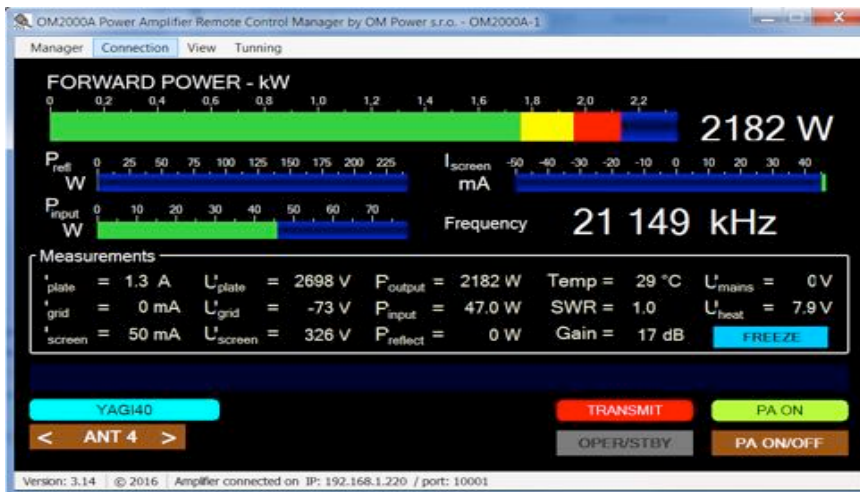 OM2000A Power Amplifier Remote Control Manager by OM Power s.r.o. - OM2000A-1
Manager Connection View Tunning
FORWARD POWER - kW
0 0,2 0,4 0,6 0,8 1,0 1,2 1,4 1,6 1,8 2,0 2,2
2182 W
Prefl W 0 25 50 75 100 125 150 175 200 225
Iscreen mA -50 -40 -30 -20 -10 0 10 20 30 40
Pinput W 0 10 20 30 40 50 60 70
Frequency 21 149 kHz
Measurements
Iplate = 1.3 A Uplate = 2698 V Poutput = 2182 W Temp = 29 °C Umains = 0 V
Igrid = 0 mA Ugrid = -73 V Pinput = 47.0 W SWR = 1.0 Uheat = 7.9 V
Iscreen = 50 mA Uscreen = 326 V Preflect = 0 W Gain = 17 dB FREEZE
YAGI40 TRANSMIT PA ON
< ANT 4 > OPER/STBY PA ON/OFF
Version: 3.14 © 2016 Amplifier connected on IP: 192.168.1.220 / port: 10001